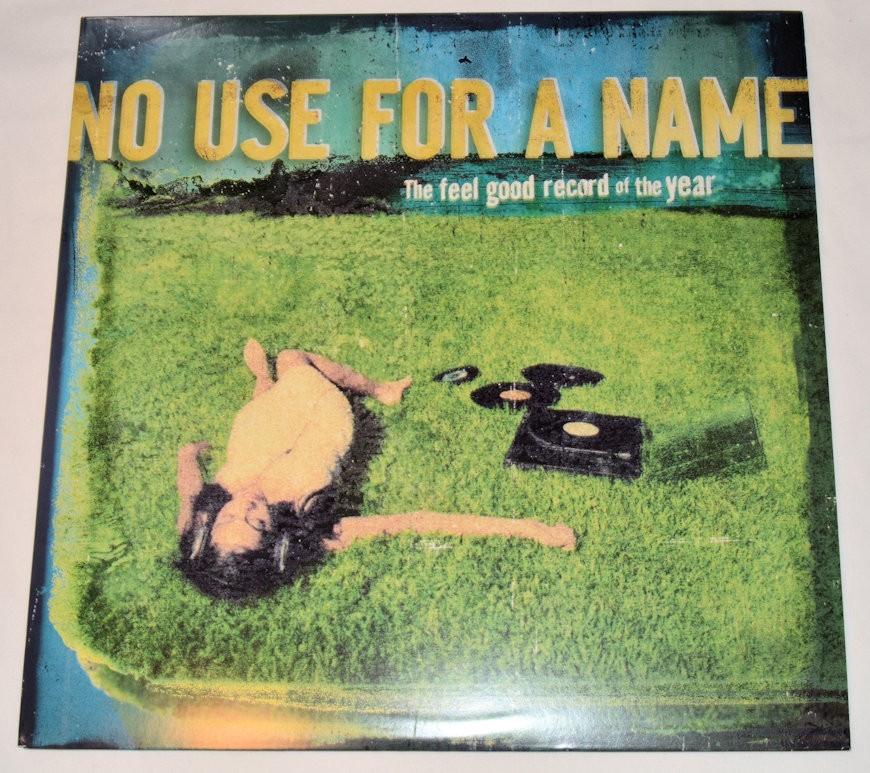 NO USE FOR A NAME
The feel good record of the year